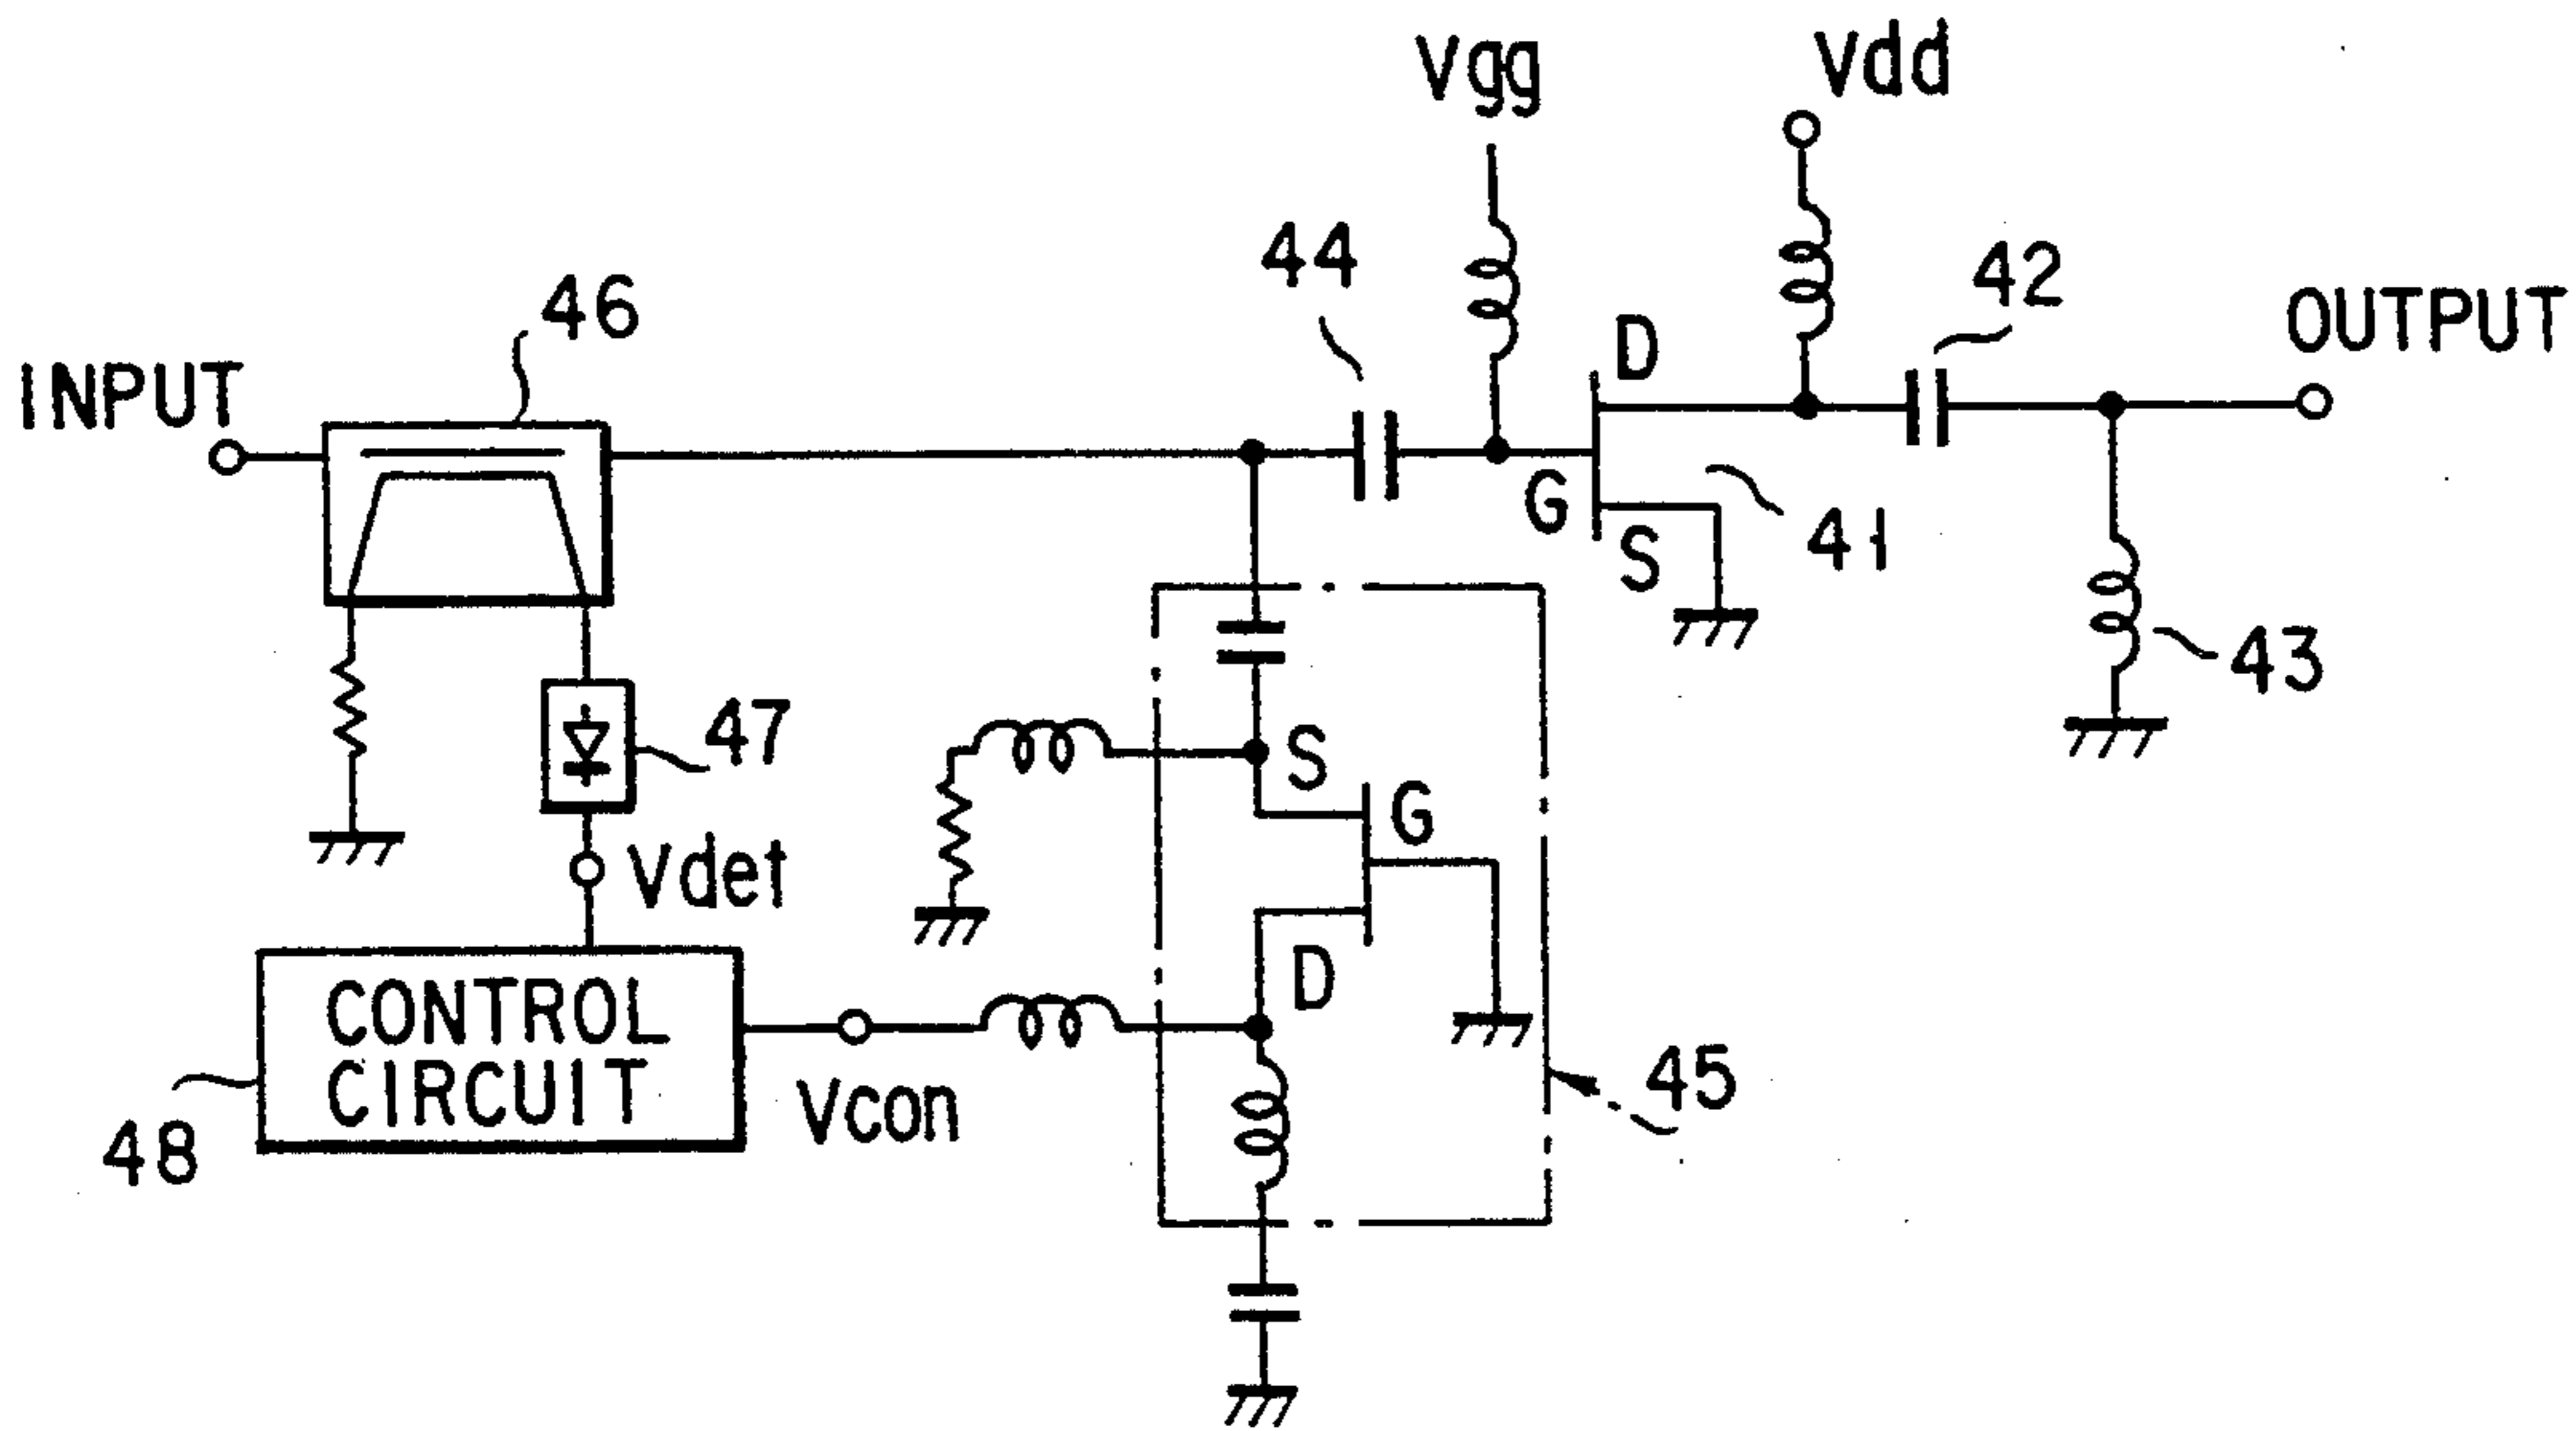 Vgg
Vdd
44
42
OUTPUT
46
INPUT
D
G
S
41
43
47
S
G
Vdet
D
CONTROL
CIRCUIT
Vcon
45
48